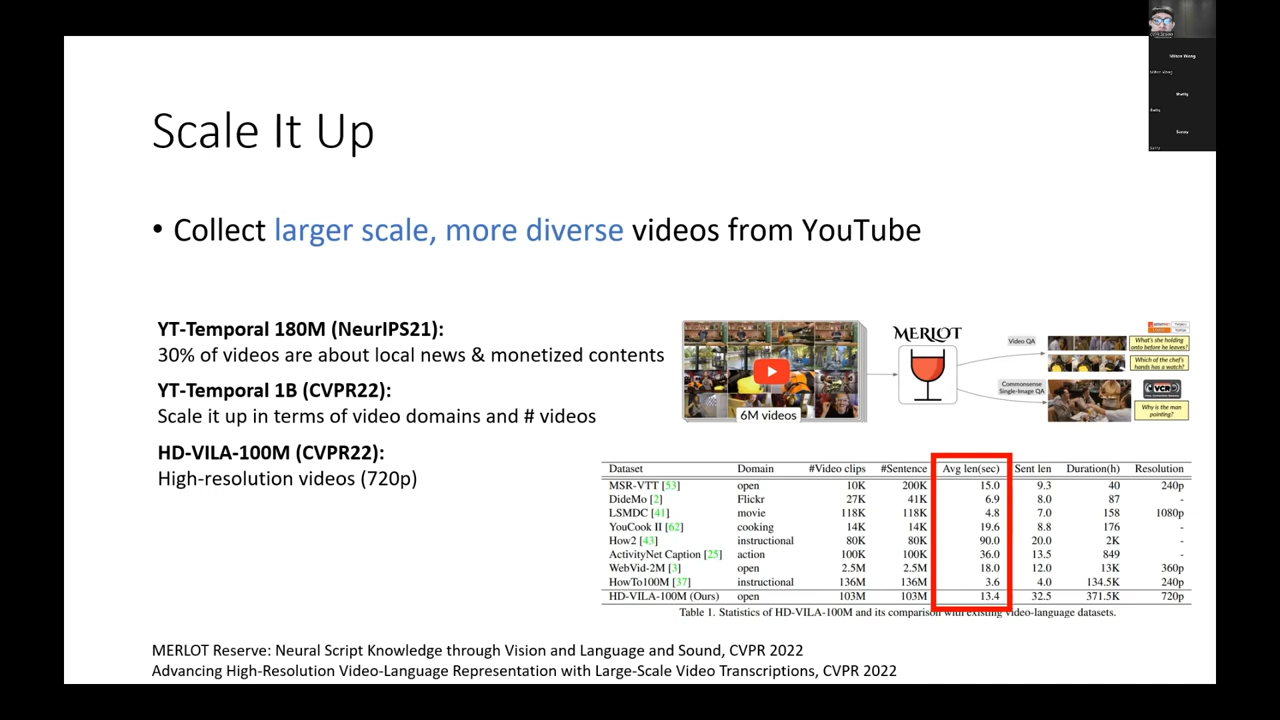 Scale It Up
• Collect larger scale, more diverse videos from YouTube
YT-Temporal 180M (NeurIPS21):
30% of videos are about local news & monetized contents
YT-Temporal 1B (CVPR22):
Scale it up in terms of video domains and # videos
HD-VILA-100M (CVPR22):
High-resolution videos (720p)
6M videos
MERLOT
Video QA
What's she holding
onto before he leaves?
Which of the chef's
hands has a watch?
Commonsense
Single-Image QA
VCR
Why is the man
pointing?
Dataset Domain #Video clips #Sentence Avg len(sec) Sent len Duration(h) Resolution
MSR-VTT [53] open 10K 200K 15.0 9.3 40 240p
DideMo [2] Flickr 27K 41K 6.9 8.0 87 -
LSMDC [41] movie 118K 118K 4.8 7.0 158 1080p
YouCook II [62] cooking 14K 14K 19.6 8.8 176 -
How2 [43] instructional 80K 80K 90.0 20.0 2K -
ActivityNet Caption [25] action 100K 100K 36.0 13.5 849 -
WebVid-2M [3] open 2.5M 2.5M 18.0 12.0 13K 360p
HowTo100M [37] instructional 136M 136M 3.6 4.0 134.5K 240p
HD-VILA-100M (Ours) open 103M 103M 13.4 32.5 371.5K 720p
Table 1. Statistics of HD-VILA-100M and its comparison with existing video-language datasets.
MERLOT Reserve: Neural Script Knowledge through Vision and Language and Sound, CVPR 2022
Advancing High-Resolution Video-Language Representation with Large-Scale Video Transcriptions, CVPR 2022